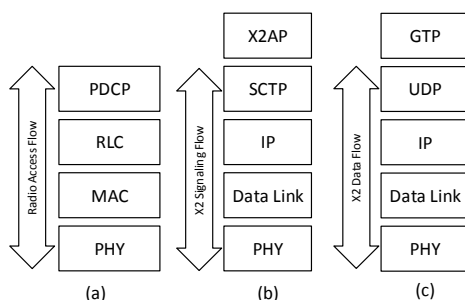 X2AP
GTP
PDCP
SCTP
UDP
RLC
IP
IP
MAC
Data Link
Data Link
PHY
PHY
PHY
Radio Access Flow
X2 Signaling Flow
X2 Data Flow
(a)
(b)
(c)